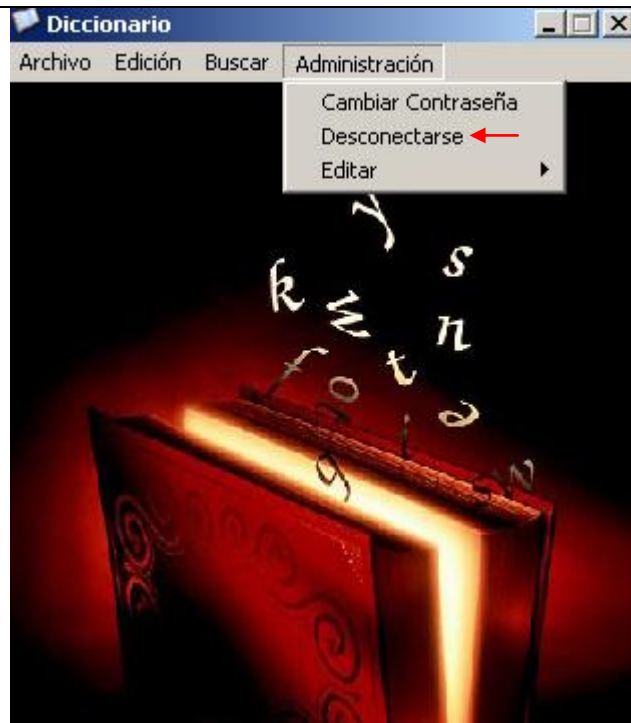 Diccionario
Archivo Edición Buscar Administración
Cambiar Contraseña
Desconectarse
Editar
y
s
k
n
t
f
o
i
e
g